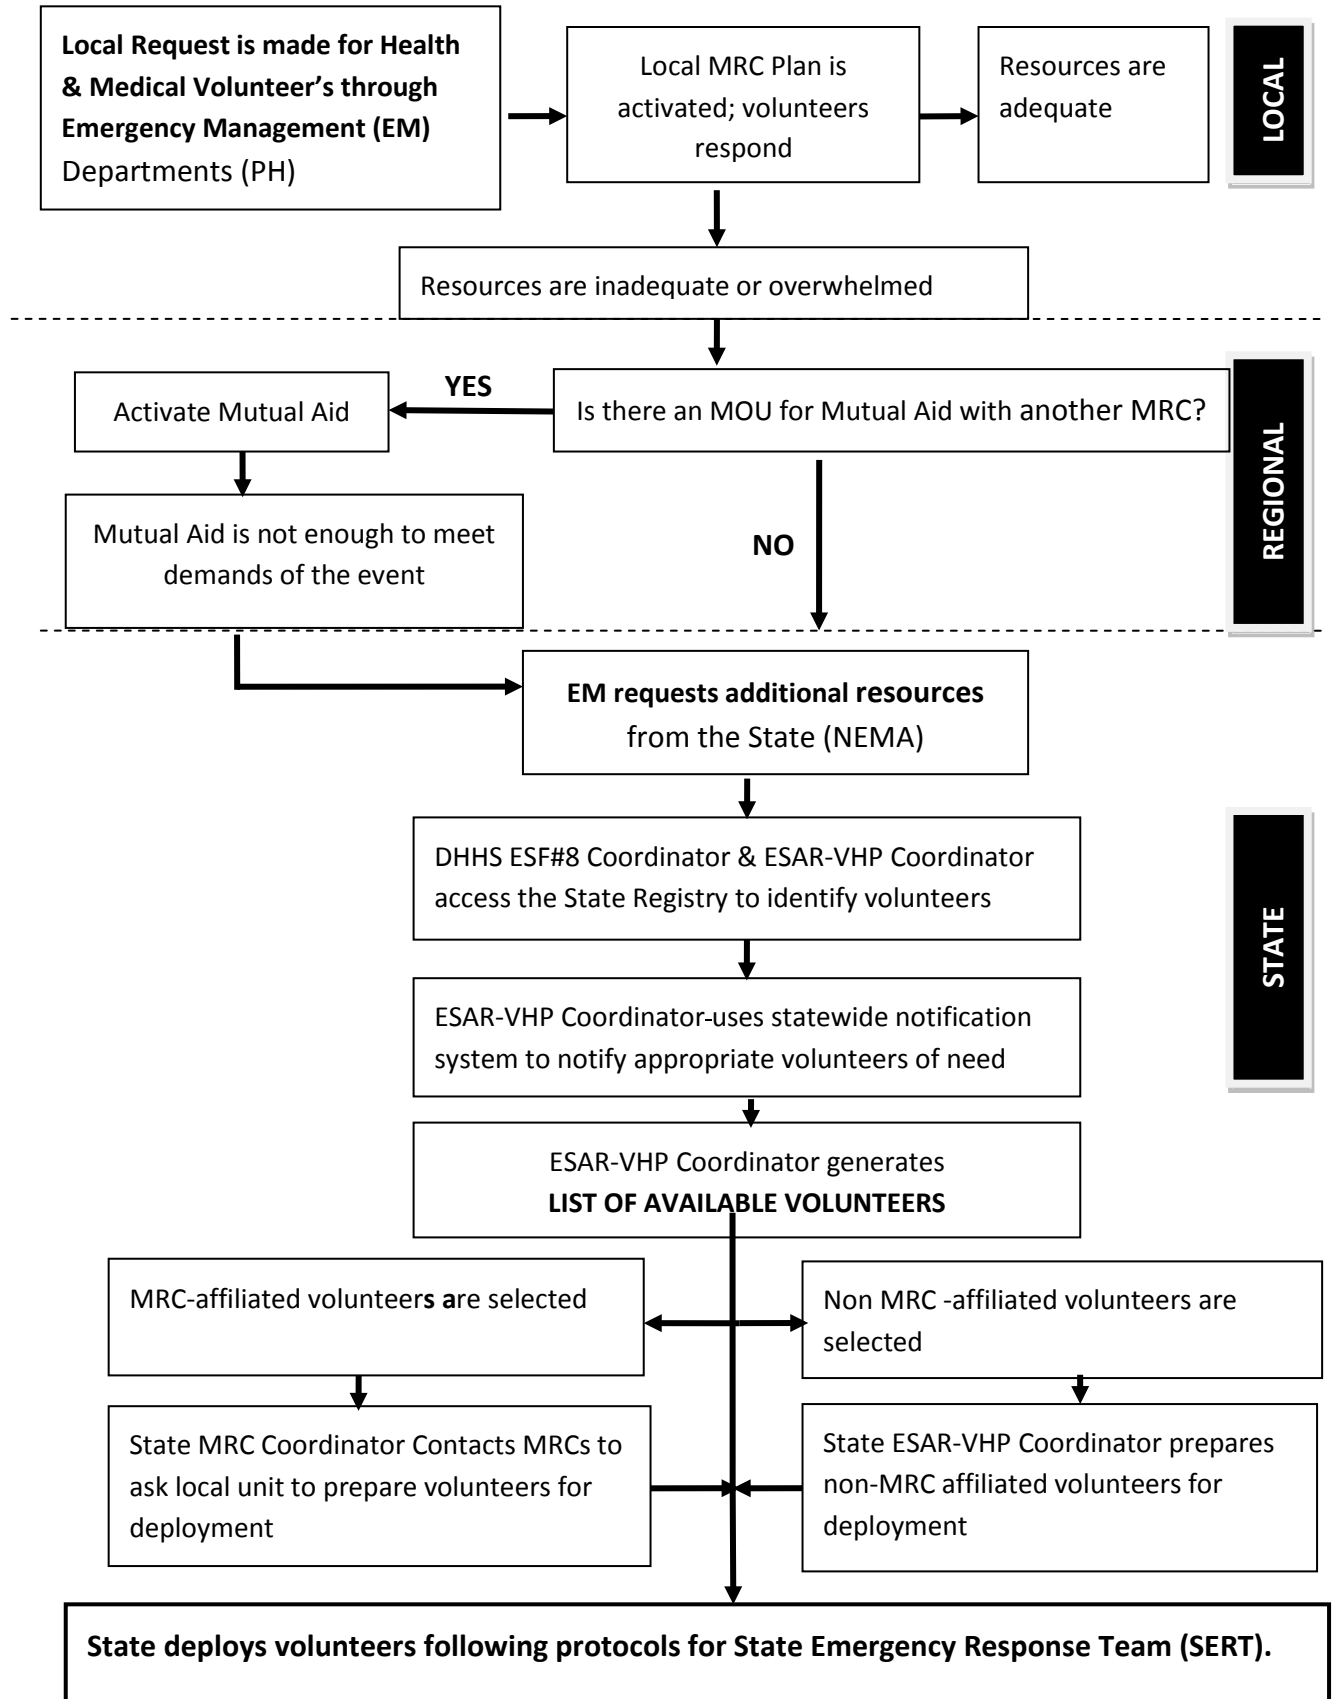 Local Request is made for Health
& Medical Volunteer's through
Emergency Management (EM)
Departments (PH)
Local MRC Plan is
activated; volunteers
respond
Resources are
adequate
LOCAL
Resources are inadequate or overwhelmed
YES
Activate Mutual Aid
Is there an MOU for Mutual Aid with another MRC?
REGIONAL
Mutual Aid is not enough to meet
demands of the event
NO
EM requests additional resources
from the State (NEMA)
DHHS ESF#8 Coordinator & ESAR-VHP Coordinator
access the State Registry to identify volunteers
STATE
ESAR-VHP Coordinator-uses statewide notification
system to notify appropriate volunteers of need
ESAR-VHP Coordinator generates
LIST OF AVAILABLE VOLUNTEERS
MRC-affiliated volunteers are selected
Non MRC -affiliated volunteers are
selected
State MRC Coordinator Contacts MRCs to
ask local unit to prepare volunteers for
deployment
State ESAR-VHP Coordinator prepares
non-MRC affiliated volunteers for
deployment
State deploys volunteers following protocols for State Emergency Response Team (SERT).